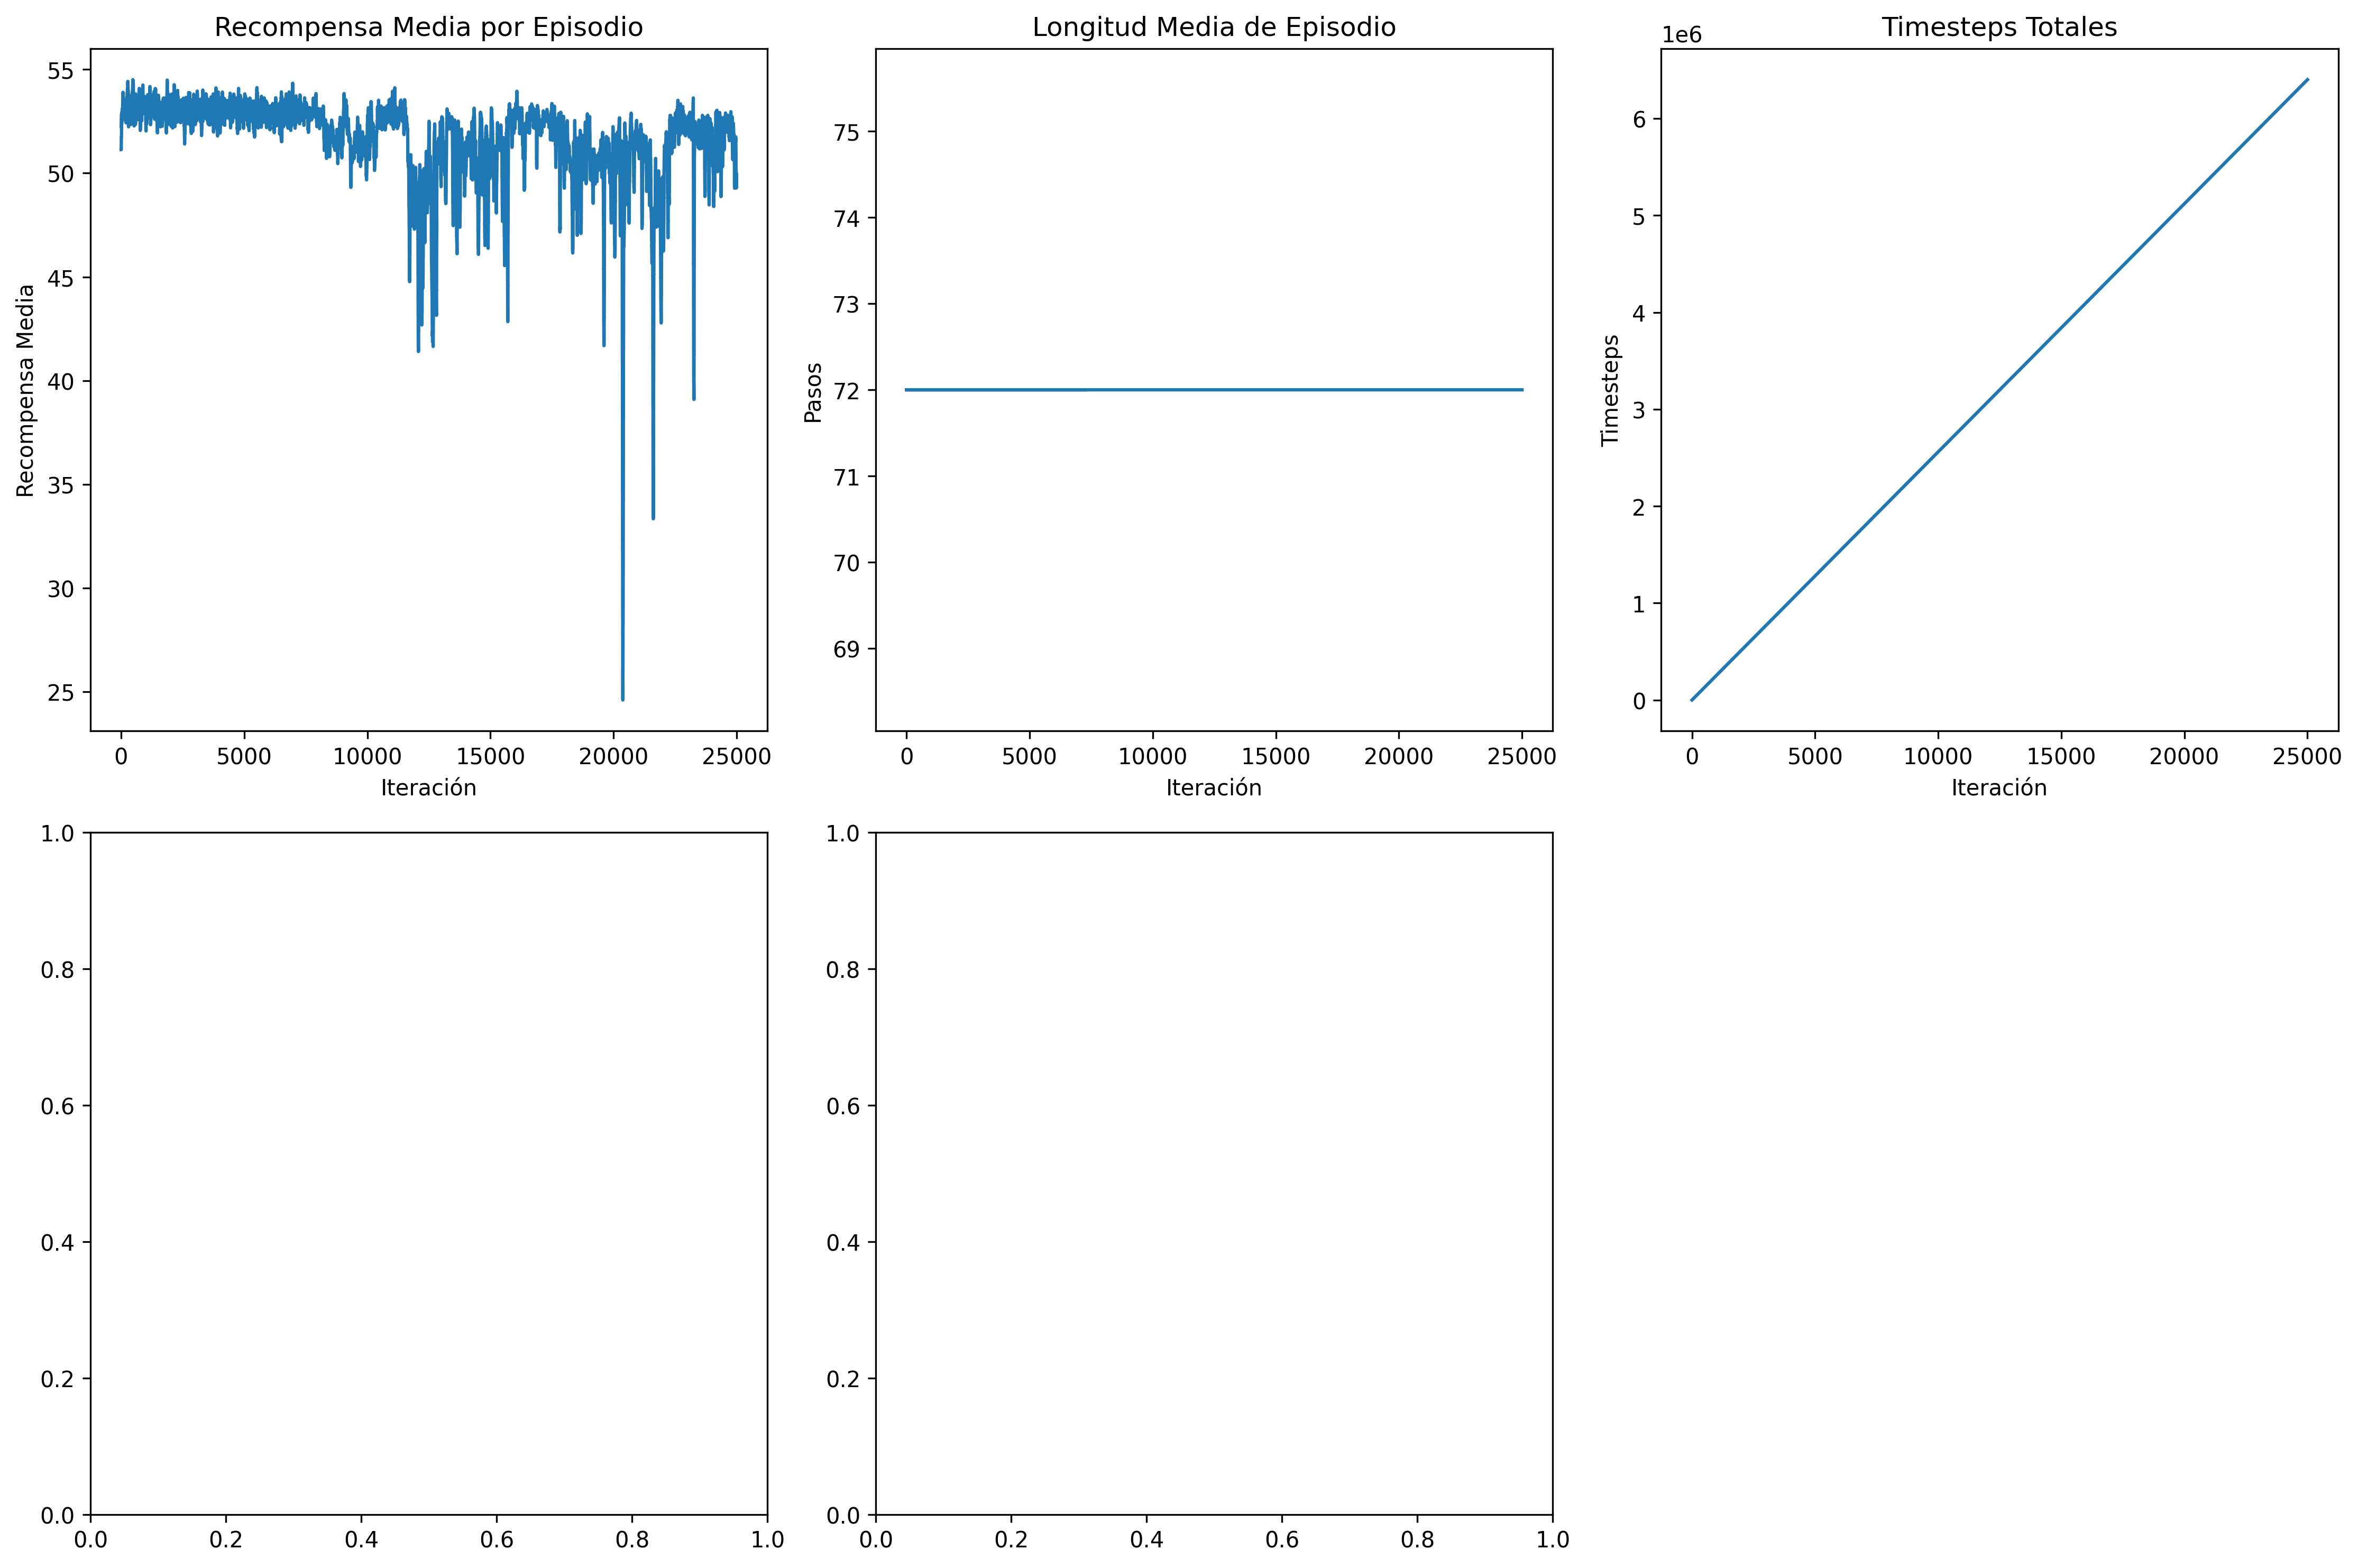 Recompensa Media por Episodio
Longitud Media de Episodio
Timesteps Totales
1e6
55
50
45
40
35
30
25
Recompensa Media
0 5000 10000 15000 20000 25000
Iteración
75
74
73
72
71
70
69
Pasos
0 5000 10000 15000 20000 25000
Iteración
6
5
4
3
2
1
0
Timesteps
0 5000 10000 15000 20000 25000
Iteración
1.0
0.8
0.6
0.4
0.2
0.0
0.0 0.2 0.4 0.6 0.8 1.0
1.0
0.8
0.6
0.4
0.2
0.0
0.0 0.2 0.4 0.6 0.8 1.0